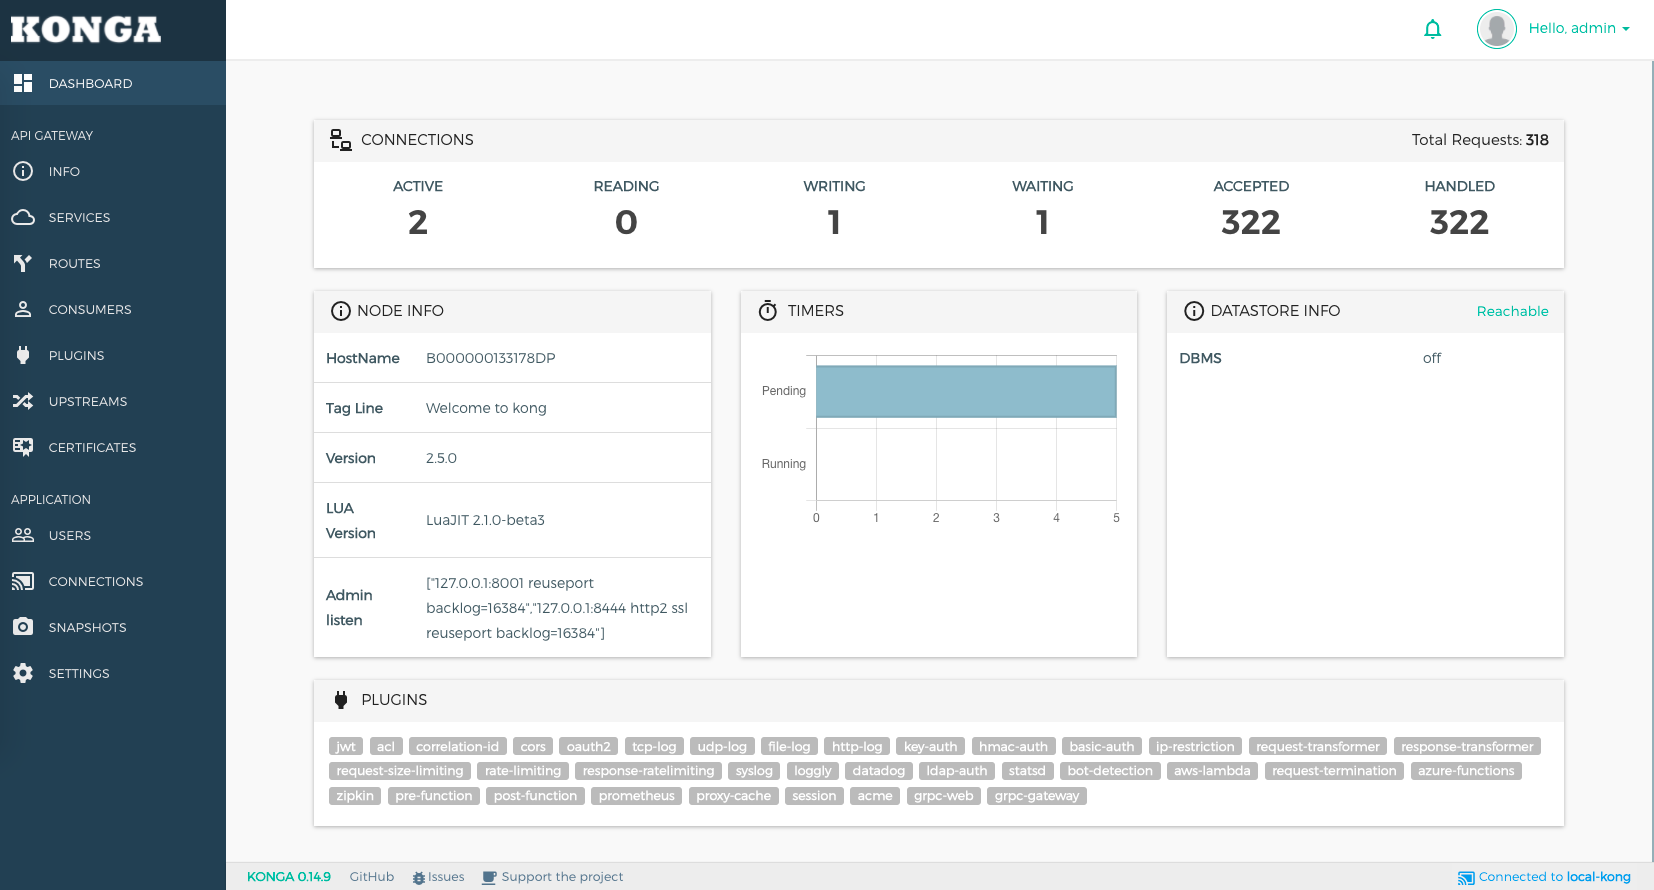 KONGA
Hello, admin
DASHBOARD
API GATEWAY
INFO
SERVICES
ROUTES
CONSUMERS
PLUGINS
UPSTREAMS
CERTIFICATES
APPLICATION
USERS
CONNECTIONS
SNAPSHOTS
SETTINGS
CONNECTIONS Total Requests: 318
ACTIVE READING WRITING WAITING ACCEPTED HANDLED
2 0 1 1 322 322
NODE INFO
HostName B000000133178DP
Tag Line Welcome to kong
Version 2.5.0
LUA Version LuaJIT 2.1.0-beta3
Admin listen ["127.0.0.1:8001 reuseport
backlog=16384","127.0.0.1:8444 http2 ssl
reuseport backlog=16384"]
TIMERS
Pending
Running
0 1 2 3 4 5
DATASTORE INFO Reachable
DBMS off
PLUGINS
jwt acl correlation-id cors oauth2 tcp-log udp-log file-log http-log key-auth hmac-auth basic-auth ip-restriction request-transformer response-transformer
request-size-limiting rate-limiting response-ratelimiting syslog loggly datadog ldap-auth statsd bot-detection aws-lambda request-termination azure-functions
zipkin pre-function post-function prometheus proxy-cache session acme grpc-web grpc-gateway
KONGA 0.14.9 GitHub Issues Support the project Connected to local-kong